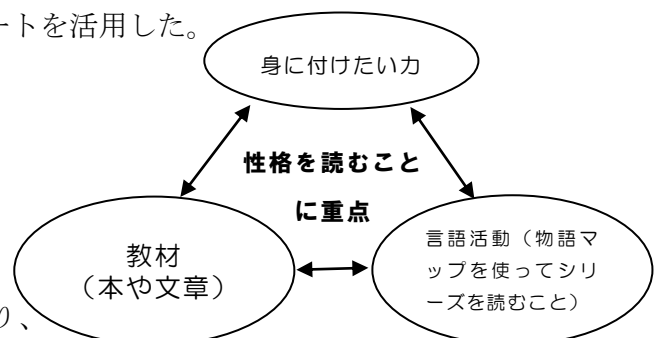 ートを活用した。
身に付けたい力
性格を読むこと
に重点
教材
（本や文章）
言語活動（物語マ
ップを使ってシリ
ーズを読むこと）
り、